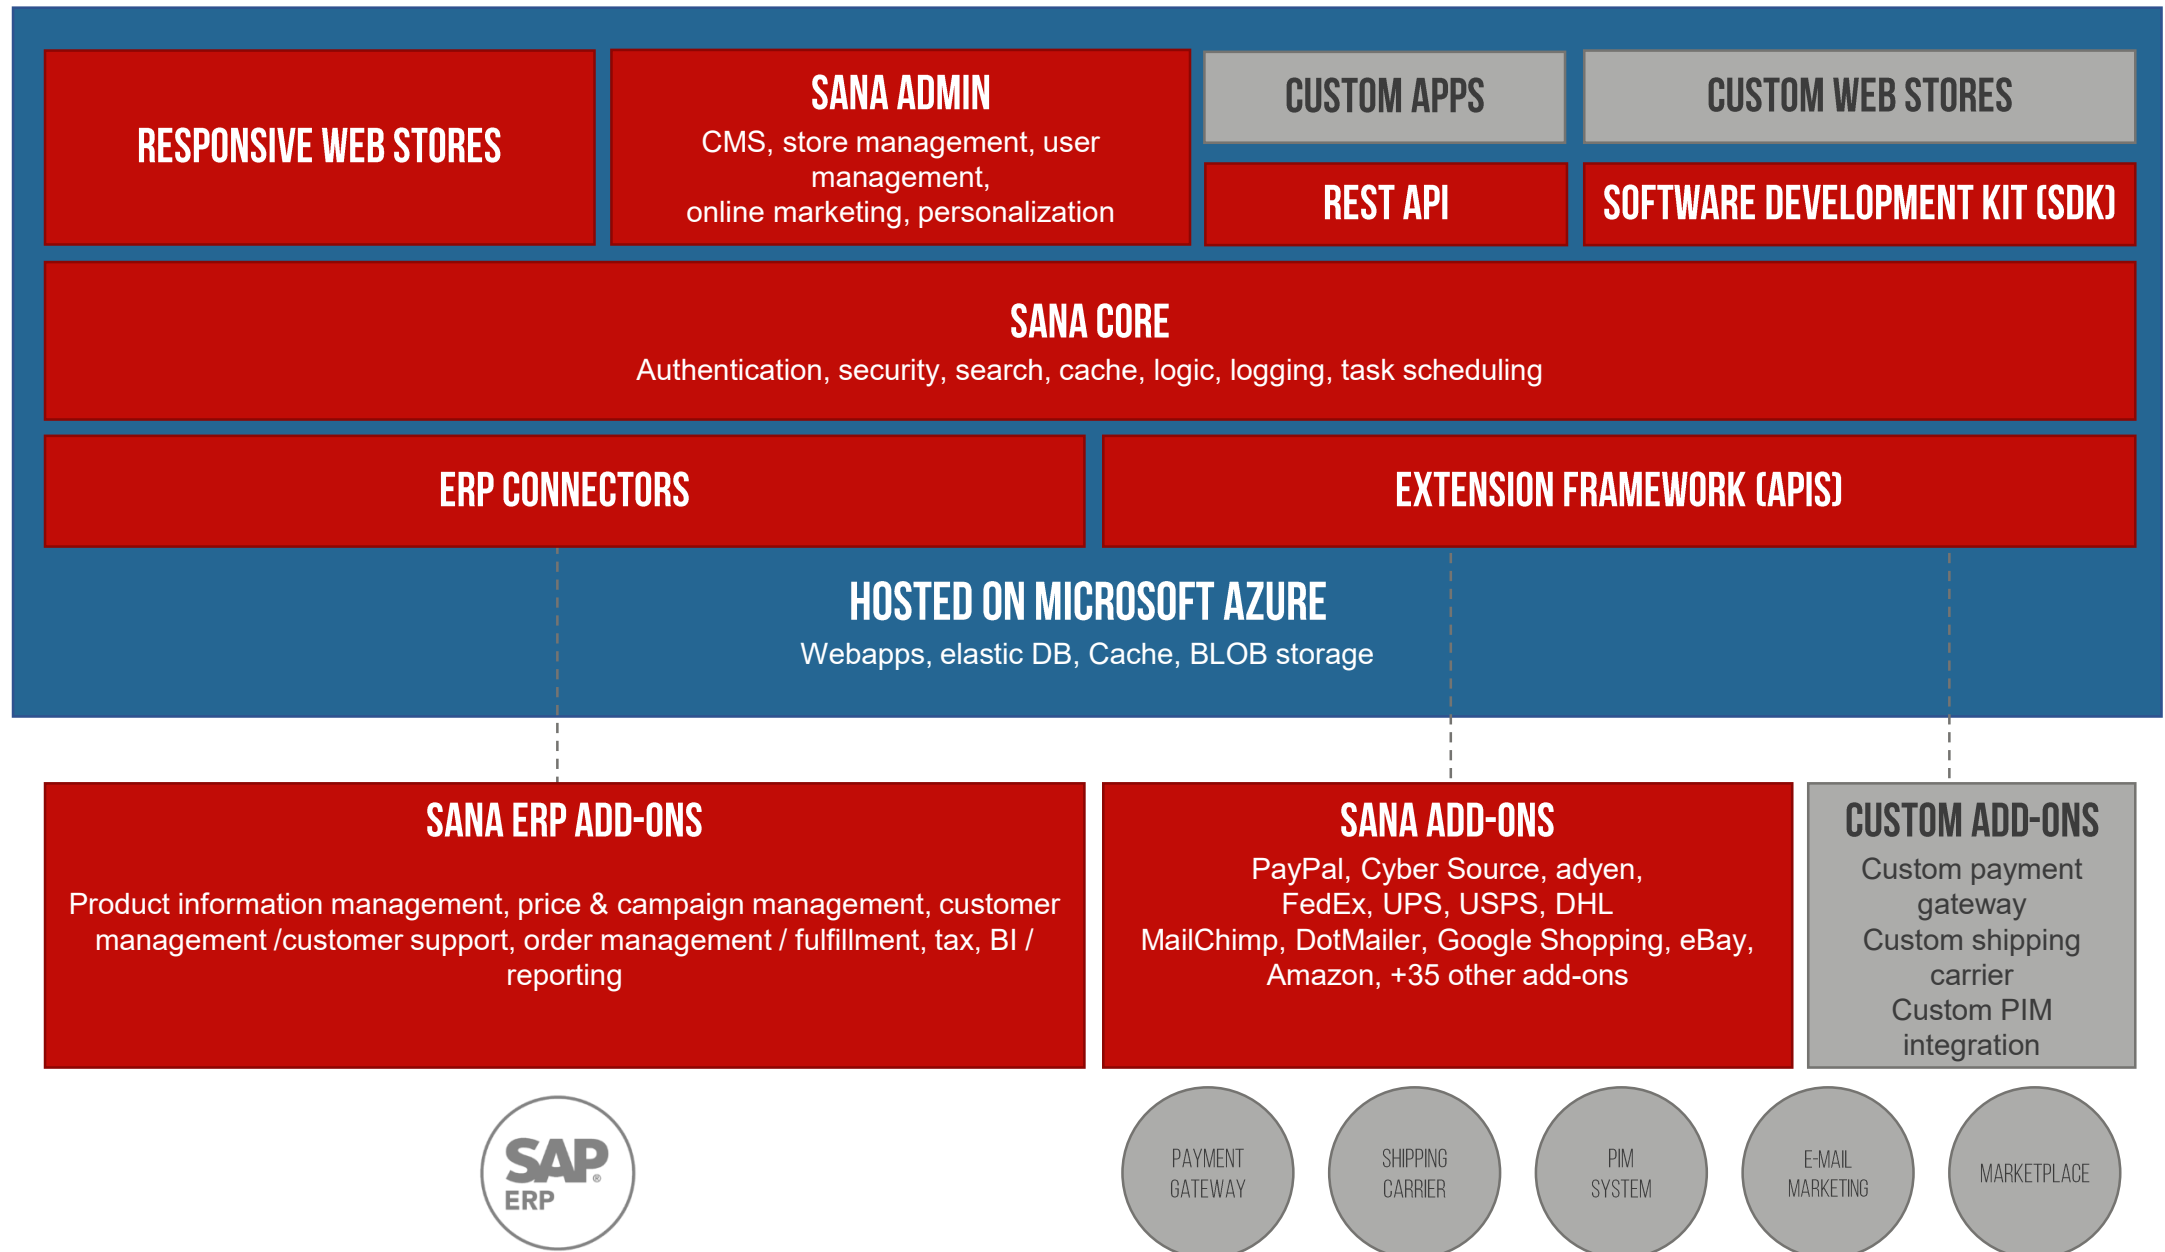 RESPONSIVE WEB STORES
SANA ADMIN
CMS, store management, user
management,
online marketing, personalization
CUSTOM APPS
CUSTOM WEB STORES
REST API
SOFTWARE DEVELOPMENT KIT (SDK)
SANA CORE
Authentication, security, search, cache, logic, logging, task scheduling
ERP CONNECTORS
EXTENSION FRAMEWORK (APIS)
HOSTED ON MICROSOFT AZURE
Webapps, elastic DB, Cache, BLOB storage
SANA ERP ADD-ONS
Product information management, price & campaign management, customer
management /customer support, order management / fulfillment, tax, BI /
reporting
SANA ADD-ONS
PayPal, Cyber Source, adyen,
FedEx, UPS, USPS, DHL
MailChimp, DotMailer, Google Shopping, eBay,
Amazon, +35 other add-ons
CUSTOM ADD-ONS
Custom payment
gateway
Custom shipping
carrier
Custom PIM
integration
SAP®
ERP
PAYMENT
GATEWAY
SHIPPING
CARRIER
PIM
SYSTEM
E-MAIL
MARKETING
MARKETPLACE